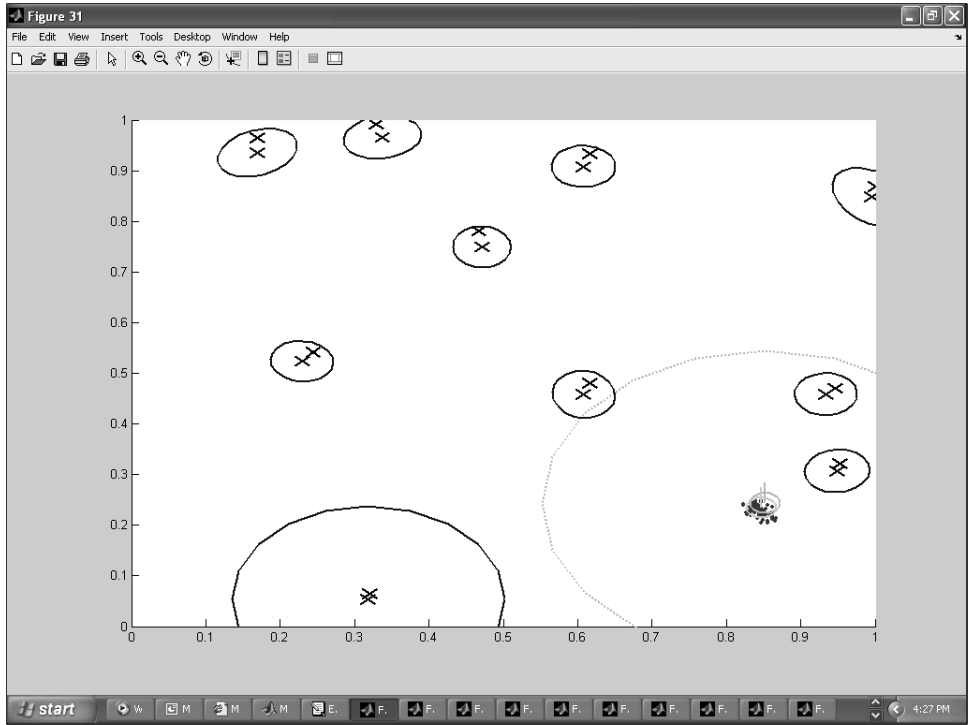 Figure 31
File Edit View Insert Tools Desktop Window Help
1
0.9
0.8
0.7
0.6
0.5
0.4
0.3
0.2
0.1
0
0 0.1 0.2 0.3 0.4 0.5 0.6 0.7 0.8 0.9 1
start W M M M E. F. F. F. F. F. F. F. F. F. F. 4:27 PM